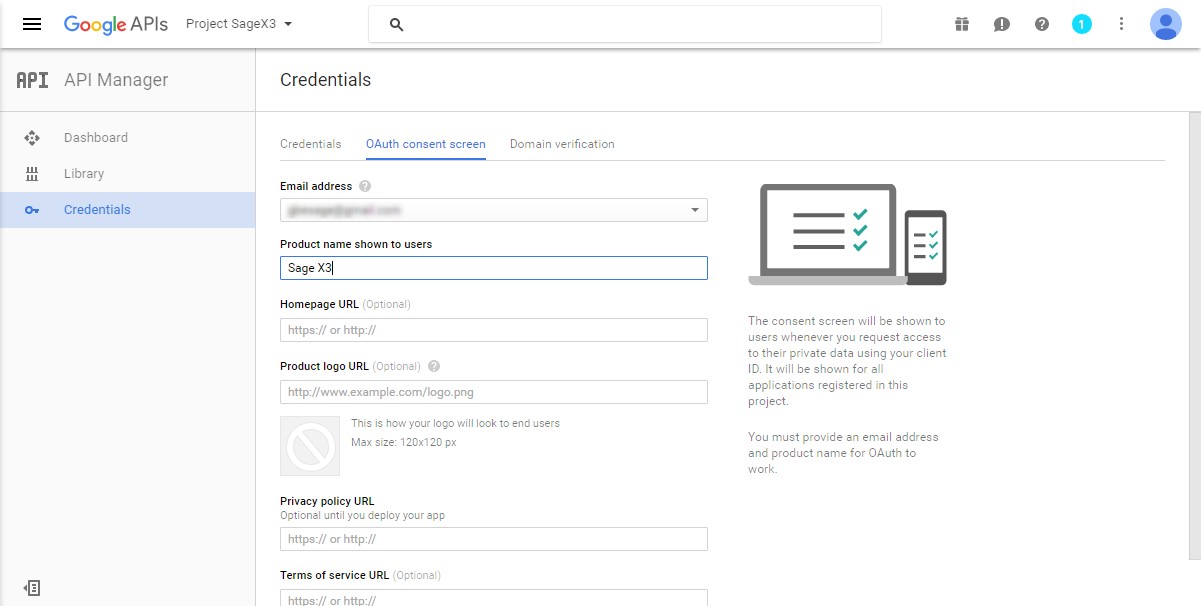 Google APIs Project SageX3 1
API API Manager
Credentials
Dashboard
Library
Credentials
Credentials OAuth consent screen Domain verification
Email address ?
Product name shown to users
Sage X3
Homepage URL (Optional)
https:// or http://
Product logo URL (Optional) ?
http://www.example.com/logo.png
This is how your logo will look to end users
Max size: 120x120 px
Privacy policy URL
Optional until you deploy your app
https:// or http://
Terms of service URL (Optional)
https:// or http://
The consent screen will be shown to
users whenever you request access
to their private data using your client
ID. It will be shown for all
applications registered in this
project.
You must provide an email address
and product name for OAuth to
work.